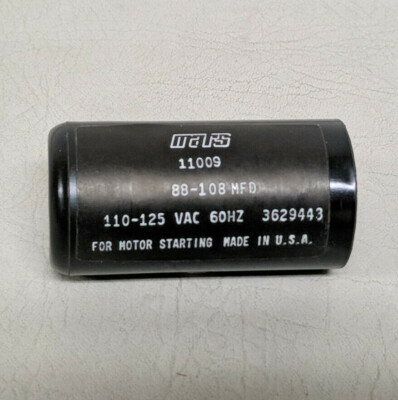 mars
11009
88-108 MFD
110-125 VAC 60HZ 3629443
FOR MOTOR STARTING MADE IN U.S.A.